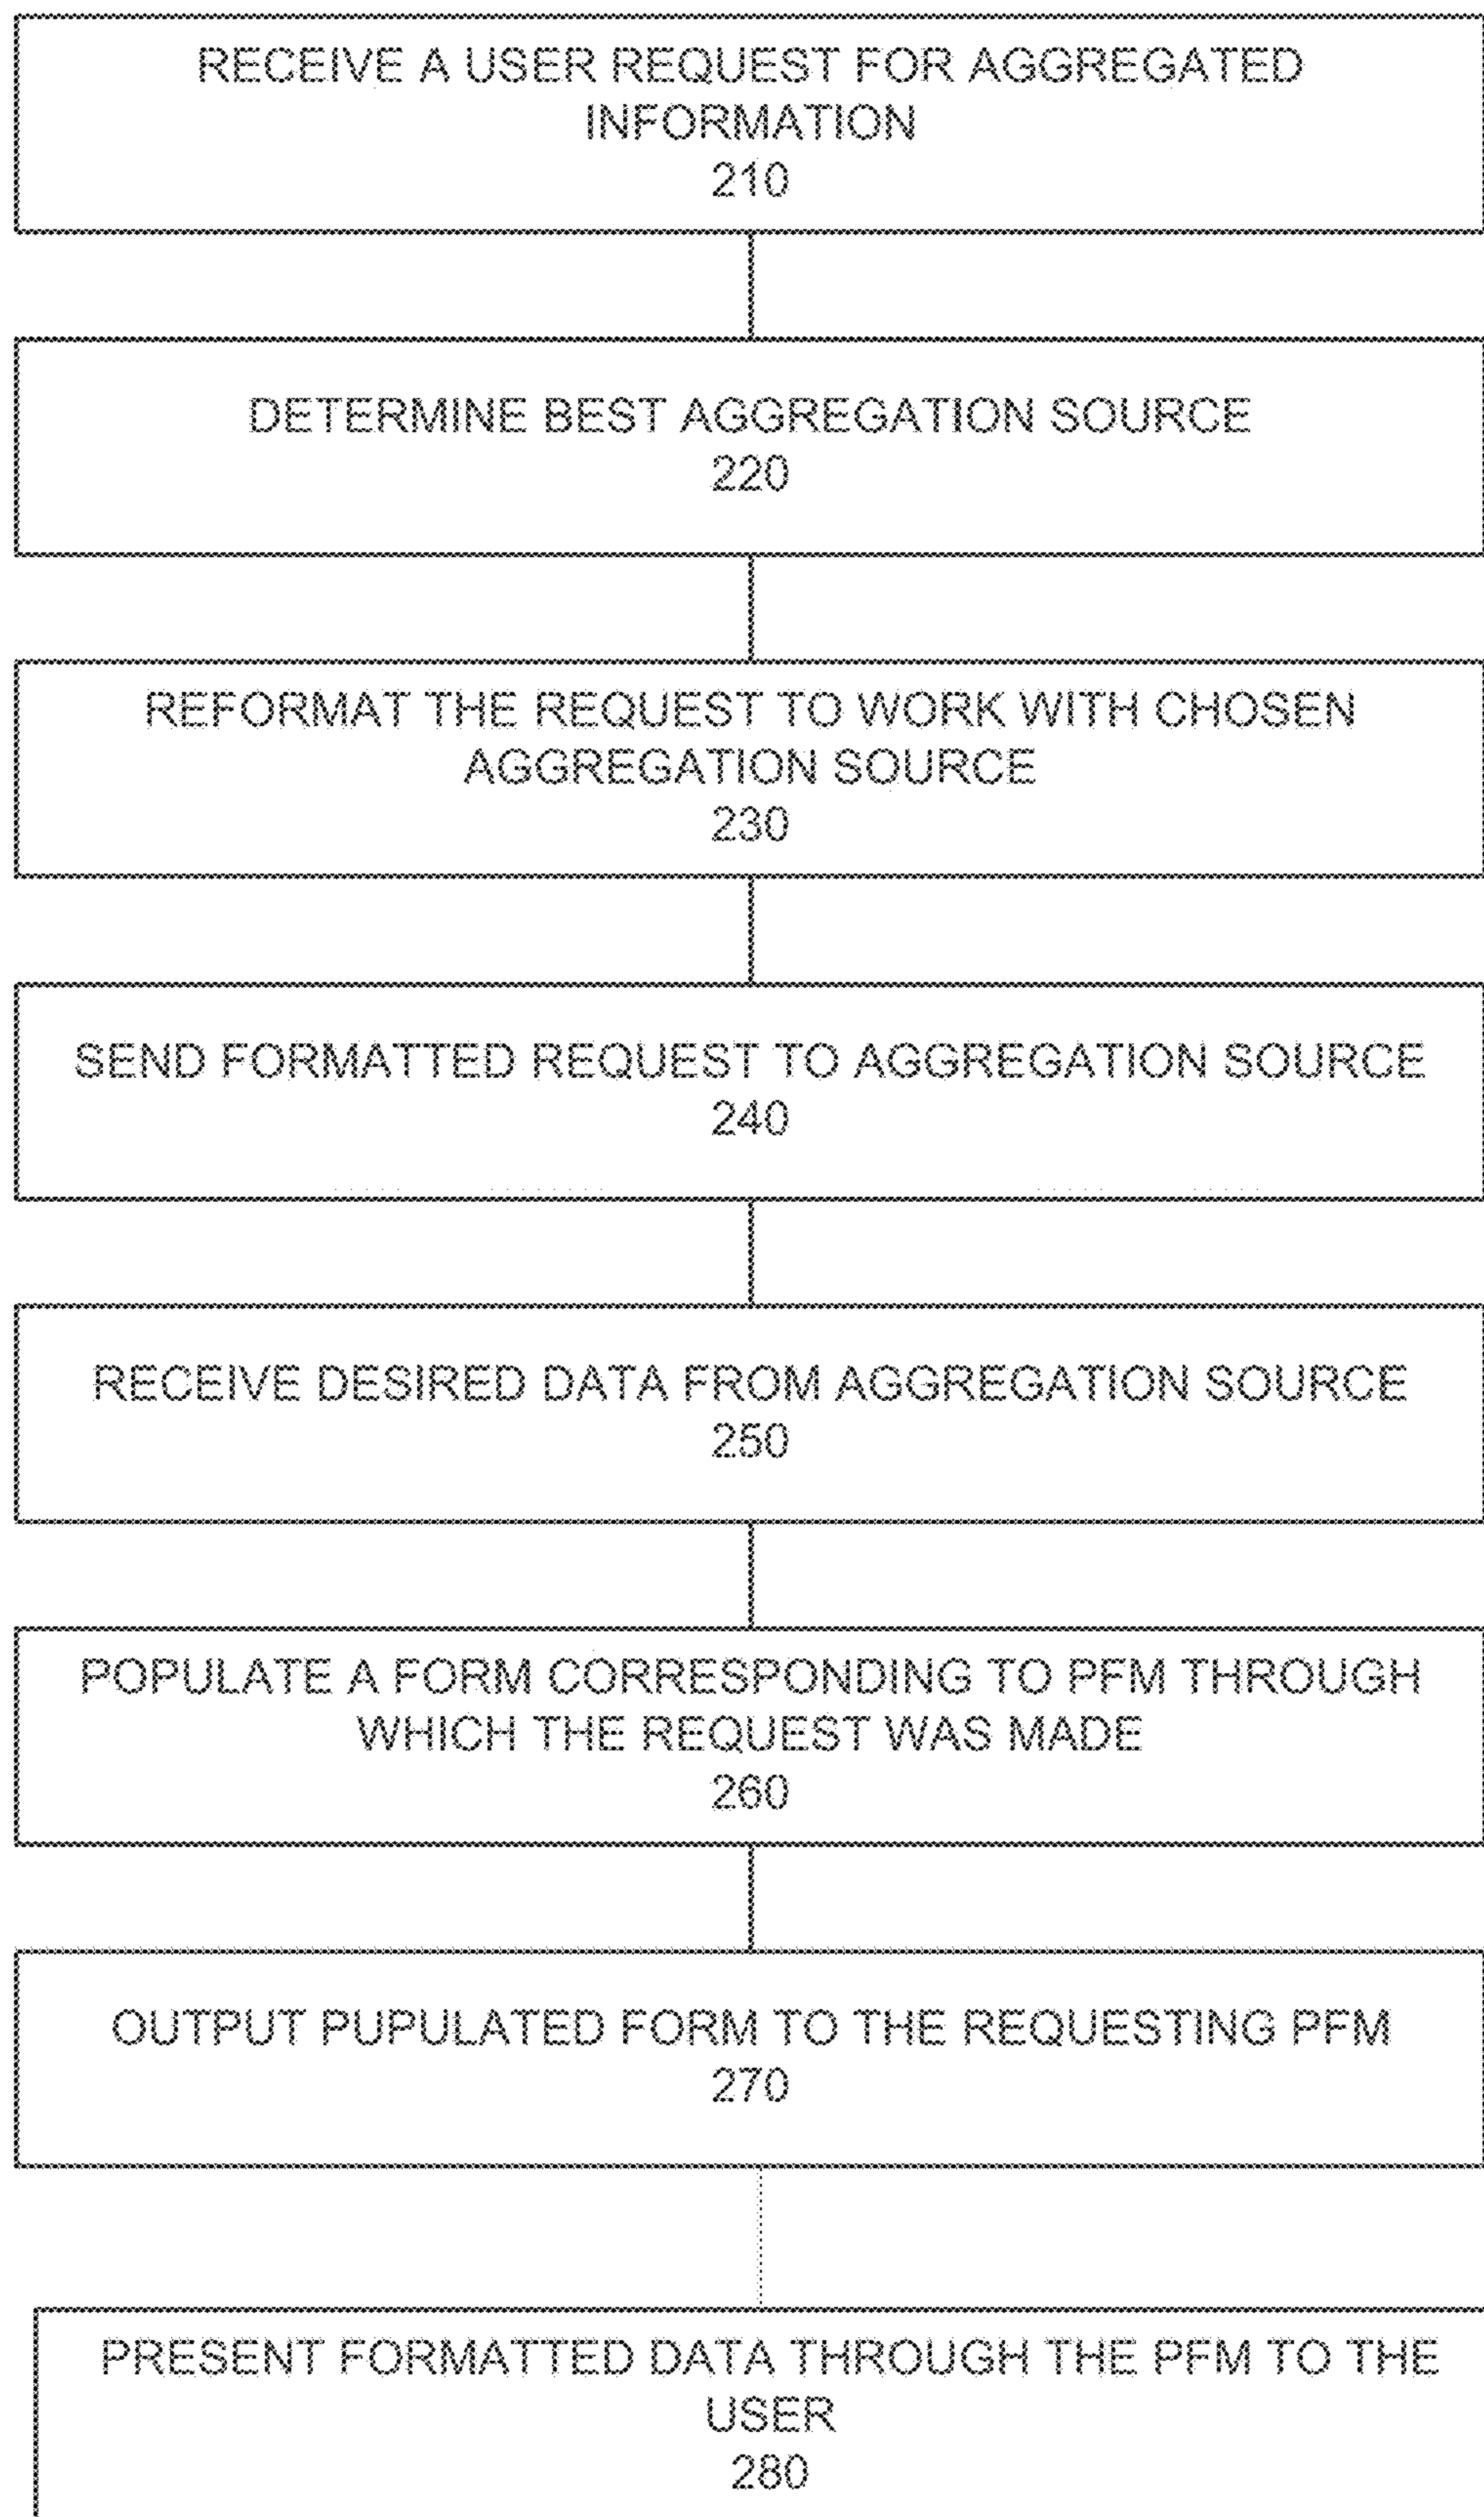 RECEIVE A USER REQUEST FOR AGGREGATED
INFORMATION
210
DETERMINE BEST AGGREGATION SOURCE
220
REFORMAT THE REQUEST TO WORK WITH CHOSEN
AGGREGATION SOURCE
230
SEND FORMATTED REQUEST TO AGGREGATION SOURCE
240
RECEIVE DESIRED DATA FROM AGGREGATION SOURCE
250
POPULATE A FORM CORRESPONDING TO PFM THROUGH
WHICH THE REQUEST WAS MADE
260
OUTPUT PUPULATED FORM TO THE REQUESTING PFM
270
PRESENT FORMATTED DATA THROUGH THE PFM TO THE
USER
280